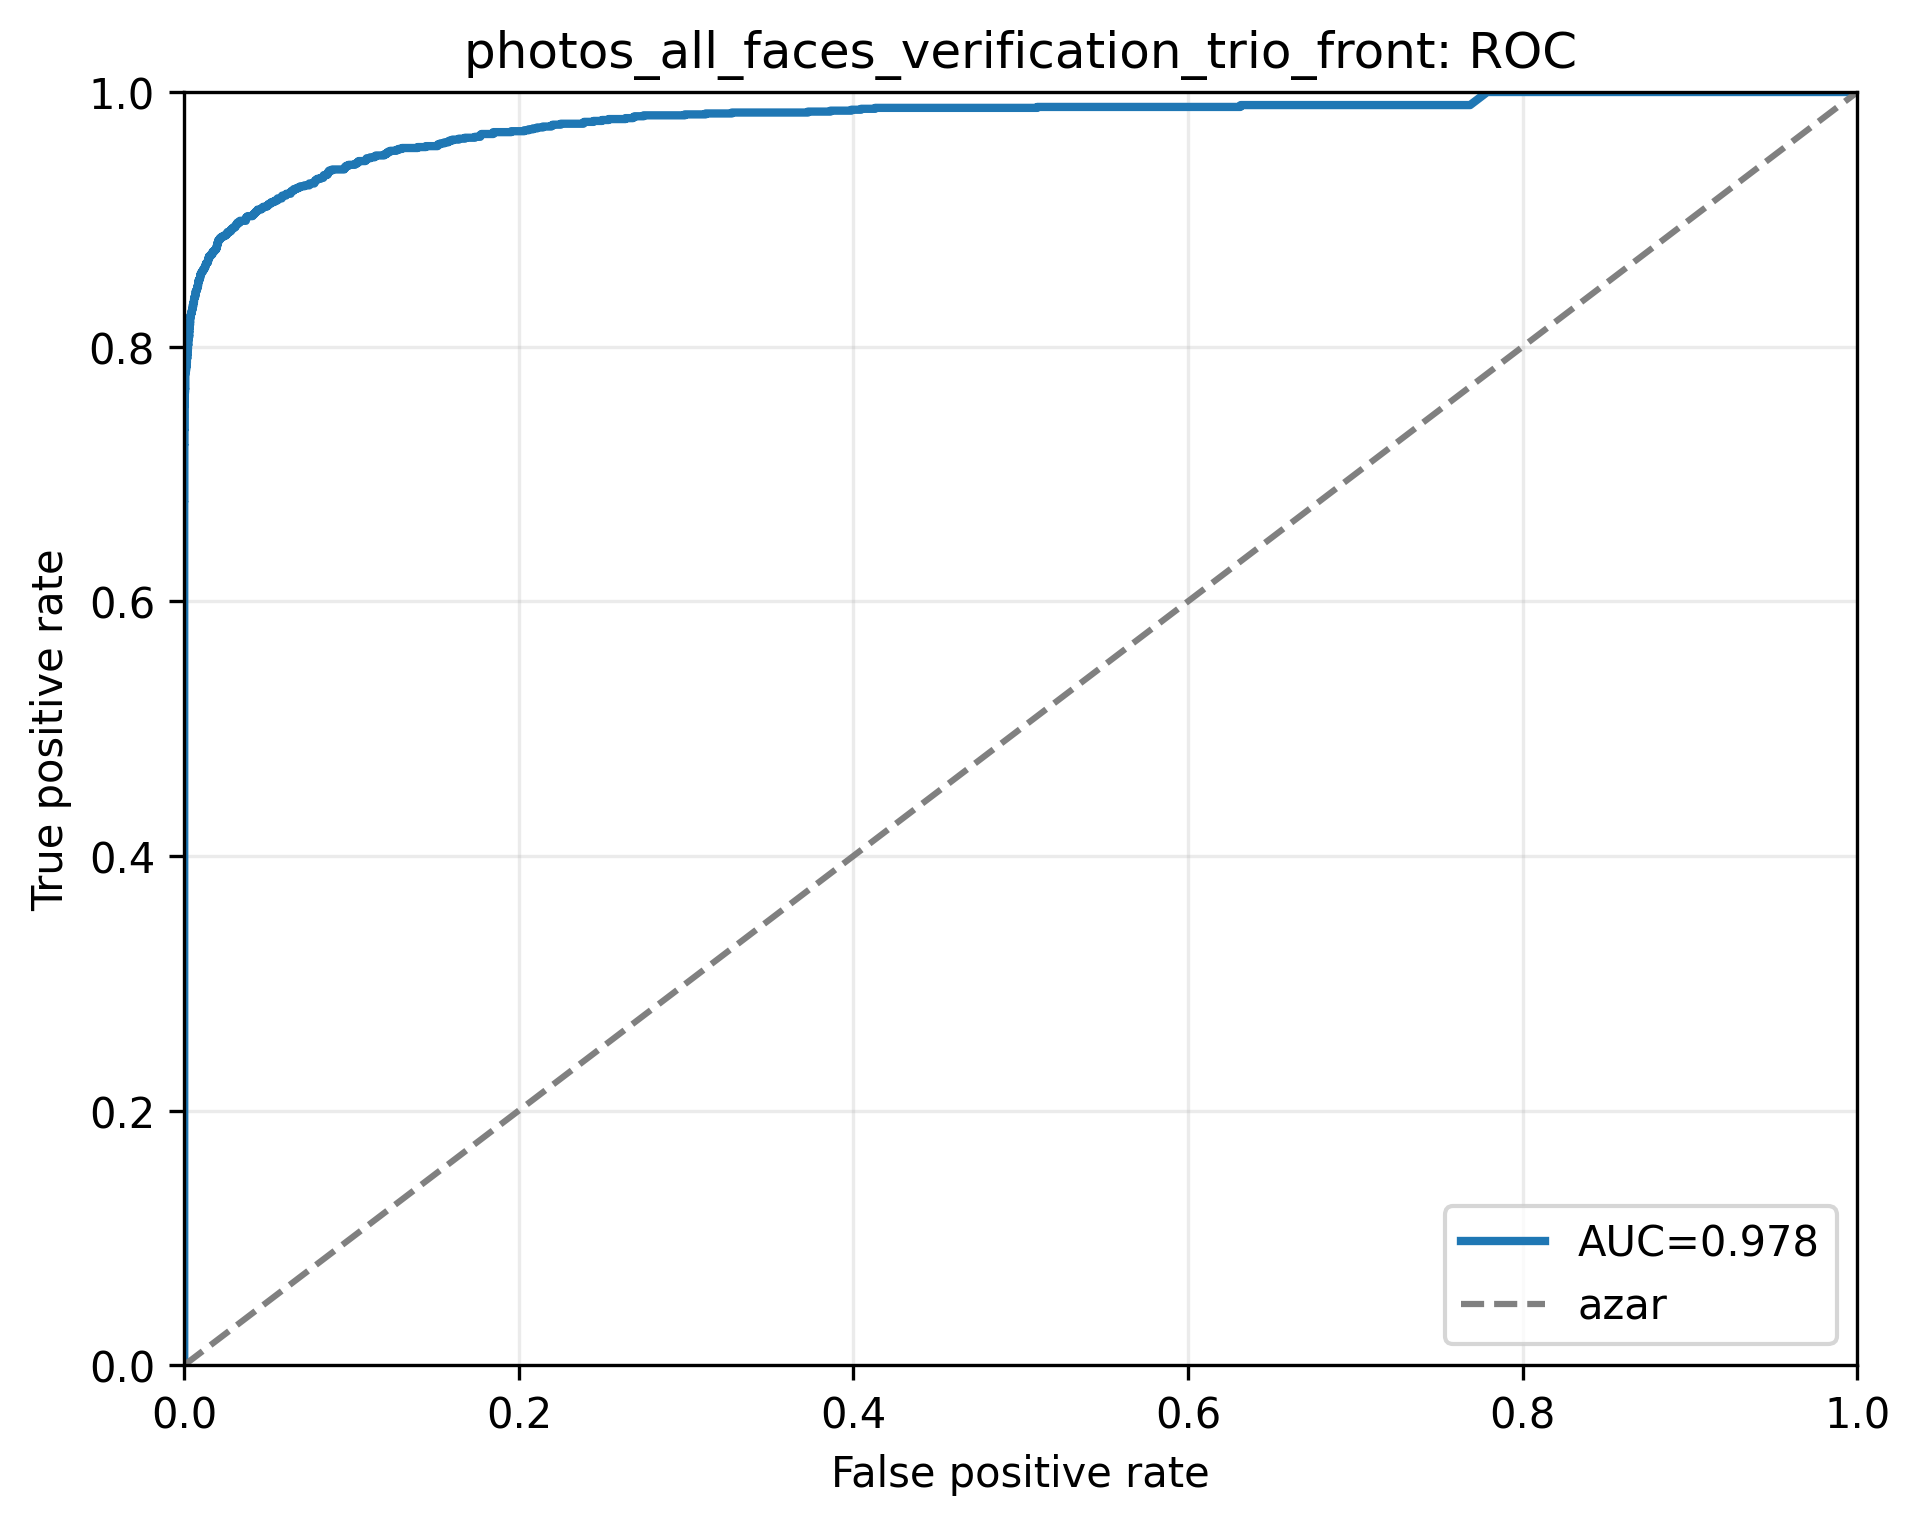 photos_all_faces_verification_trio_front: ROC
1.0
0.8
0.6
0.4
0.2
0.0
True positive rate
0.0 0.2 0.4 0.6 0.8 1.0
False positive rate
AUC=0.978
azar